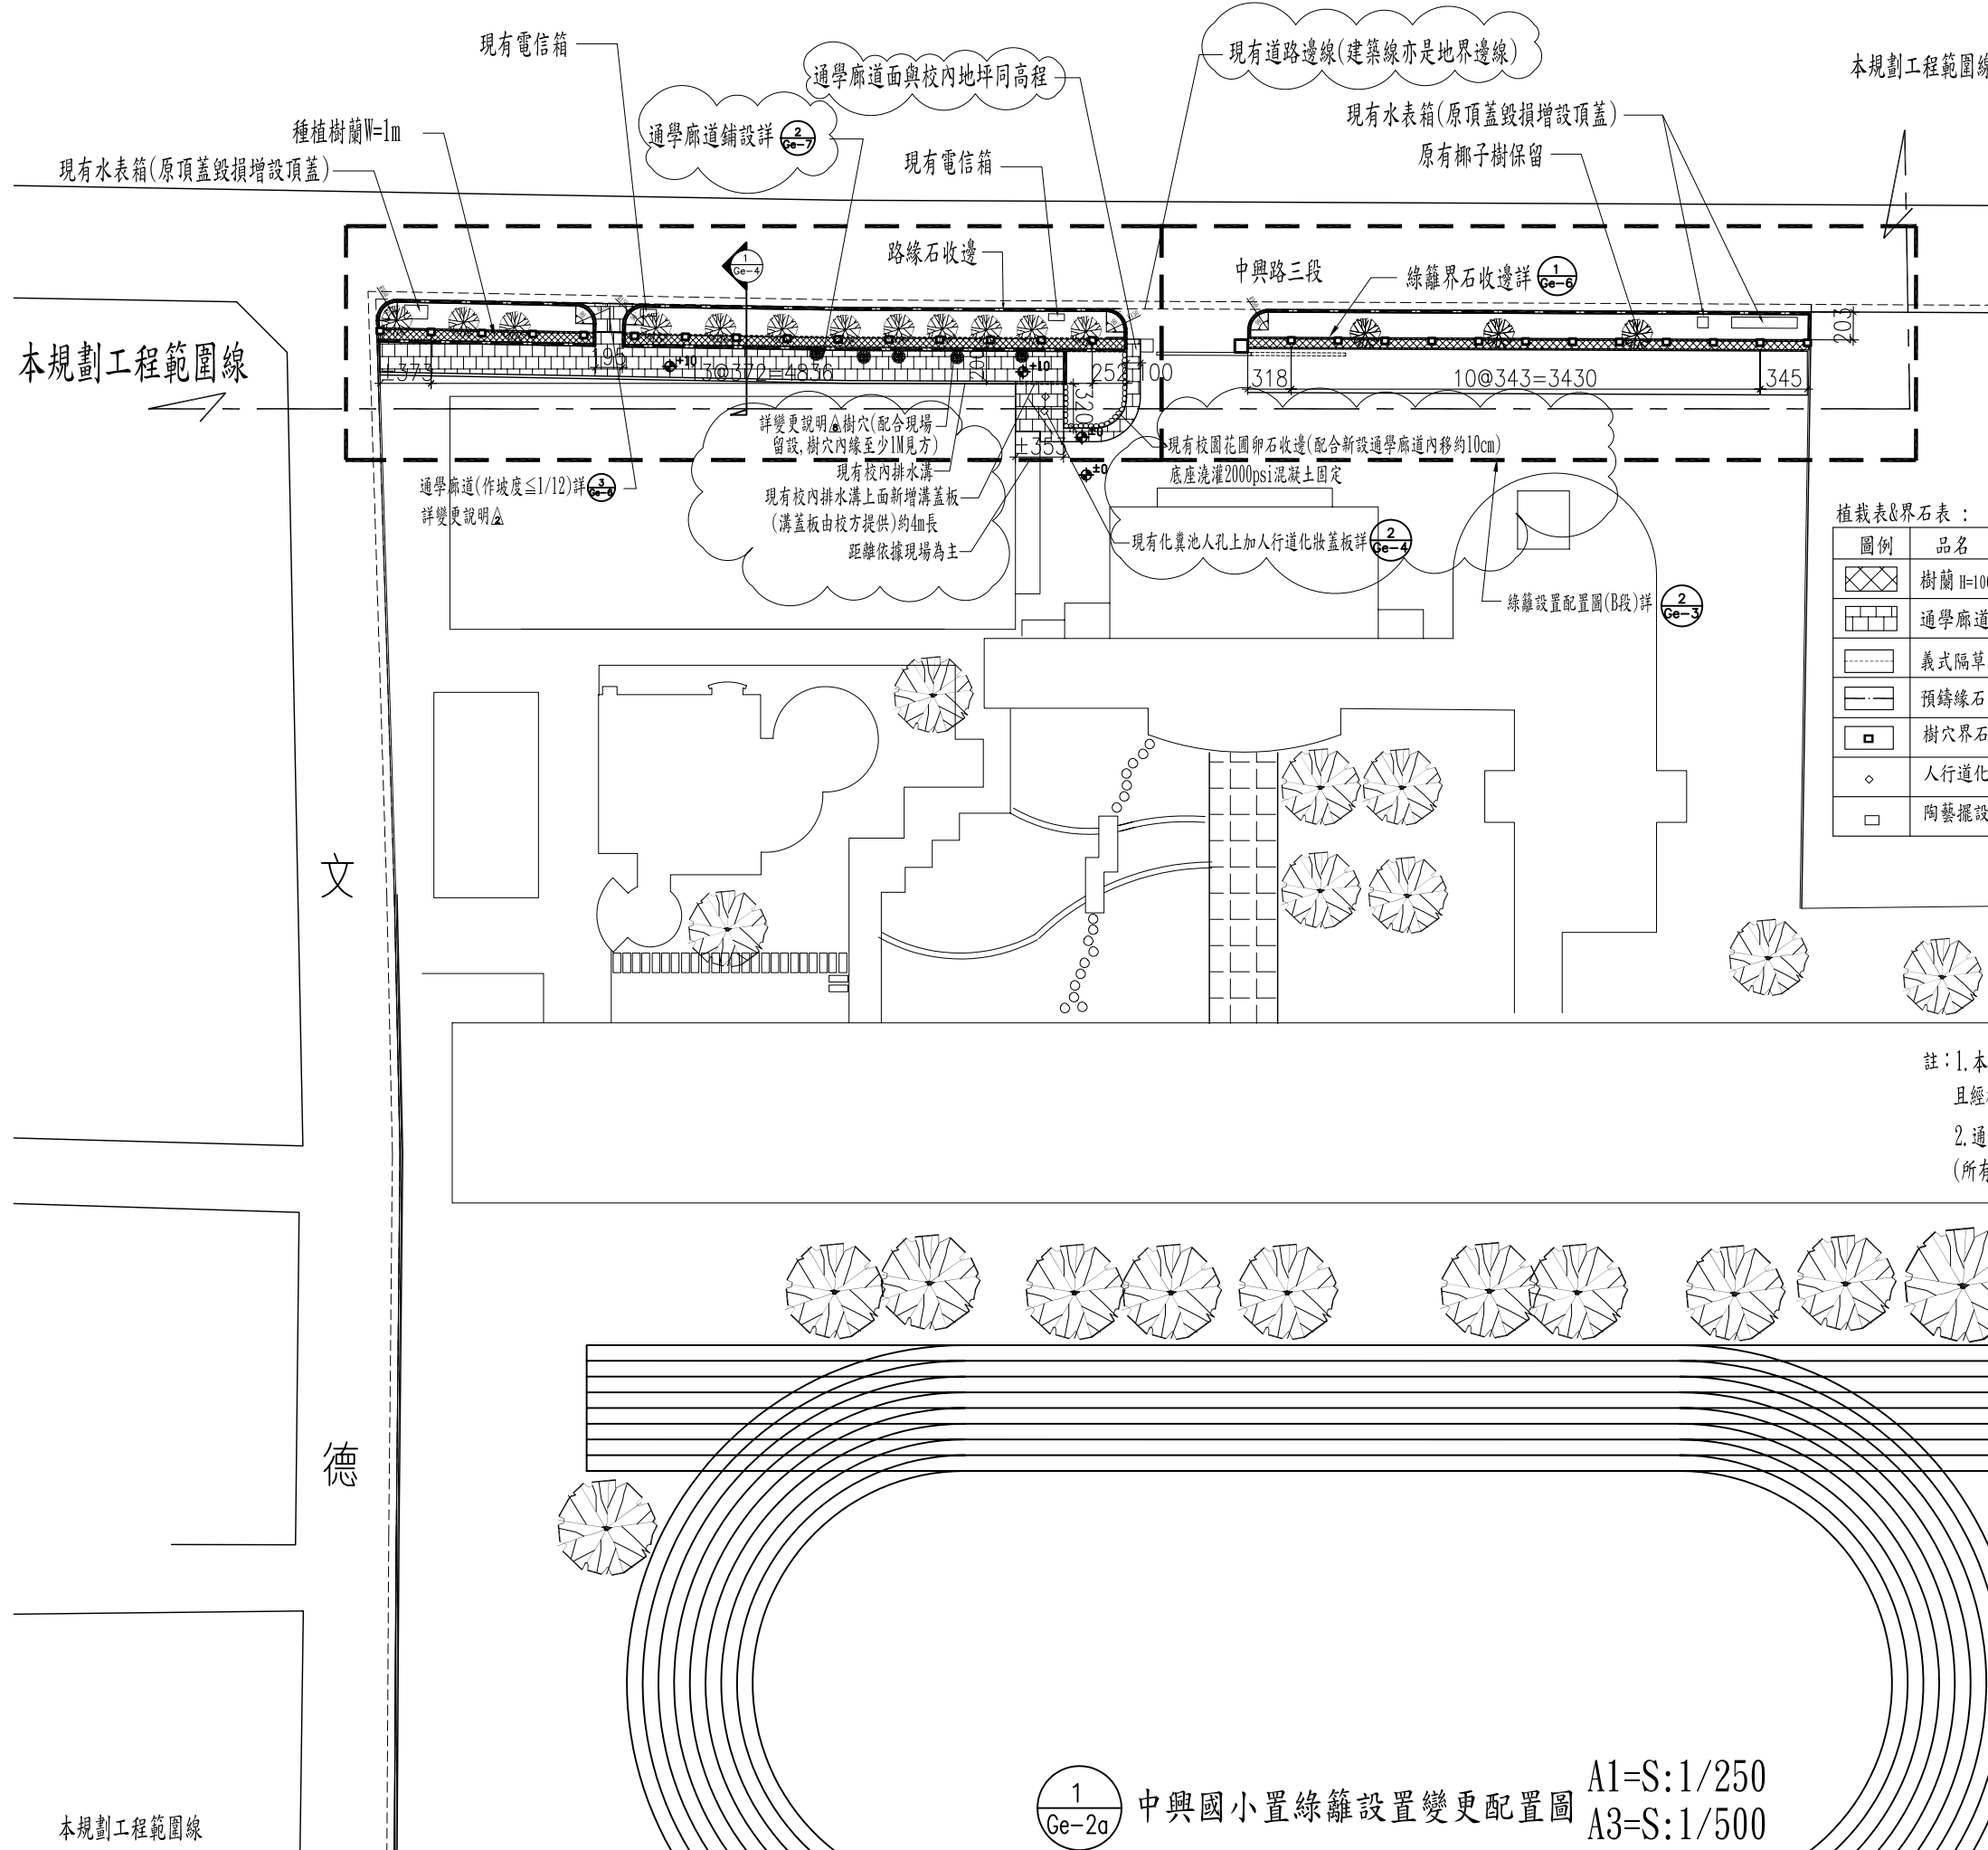 現有電信箱
通學廊道面與校內地坪同高程
現有道路邊線(建築線亦是地界邊線)
本規劃工程範圍線
種植樹蘭W=1m
通學廊道鋪設詳 2 Ge-7
現有水表箱(原頂蓋毀損增設頂蓋)
現有水表箱(原頂蓋毀損增設頂蓋)
現有電信箱
原有椰子樹保留
1 Ge-4
路緣石收邊
中興路三段
綠籬界石收邊詳 1 Ge-6
本規劃工程範圍線
±373
195
+10
13@372=4836
200
+10
252
100
318
10@343=3430
345
203
320
±0
±353
±0
詳變更說明 樹穴(配合現場
留設,樹穴內緣至少1M見方)
現有校內排水溝
現有校內排水溝上面新增溝蓋板
(溝蓋板由校方提供)約4m長
距離依據現場為主
通學廊道(作坡度≦1/12)詳 3 Ge-6
詳變更說明 2
現有校園花圃卵石收邊(配合新設通學廊道內移約10cm)
底座澆灌2000psi混凝土固定
現有化糞池人孔上加人行道化妝蓋板詳 2 Ge-4
綠籬設置配置圖(B段)詳 2 Ge-3
植栽表&界石表：
圖例 品名
樹蘭H=10
通學廊道
義式隔草
預鑄緣石
樹穴界石
人行道化
陶藝擺設
文
德
註：1.本
且經
2.通
(所有
1 Ge-2a 中興國小置綠籬設置變更配置圖
A1=S:1/250
A3=S:1/500
本規劃工程範圍線